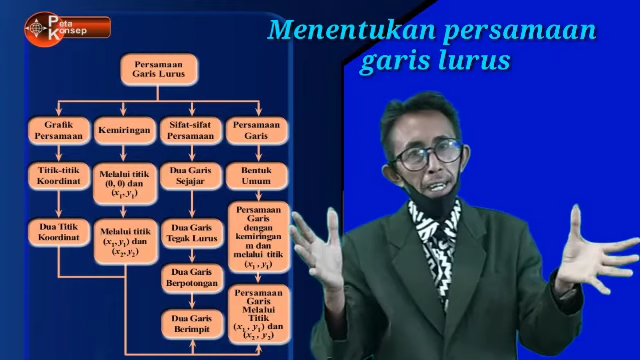 Peta
Konsep
Menentukan persamaan
garis lurus
Persamaan
Garis Lurus
Grafik
Persamaan
Kemiringan
Sifat-sifat
Persamaan
Persamaan
Garis
Titik-titik
Koordinat
Melalui titik
(0, 0) dan
(x₁,y₁)
Dua Garis
Sejajar
Bentuk
Umum
Dua Titik
Koordinat
Melalui titik
(x₁,y₁) dan
(x₂,y₂)
Dua Garis
Tegak Lurus
Persamaan
Garis
dengan
kemiringan
m dan
melalui titik
(x₁ , y₁)
Dua Garis
Berpotongan
Dua Garis
Berimpit
Persamaan
Garis
Melalui
Titik
(x₁ , y₁) dan
(x₂ , y₂)